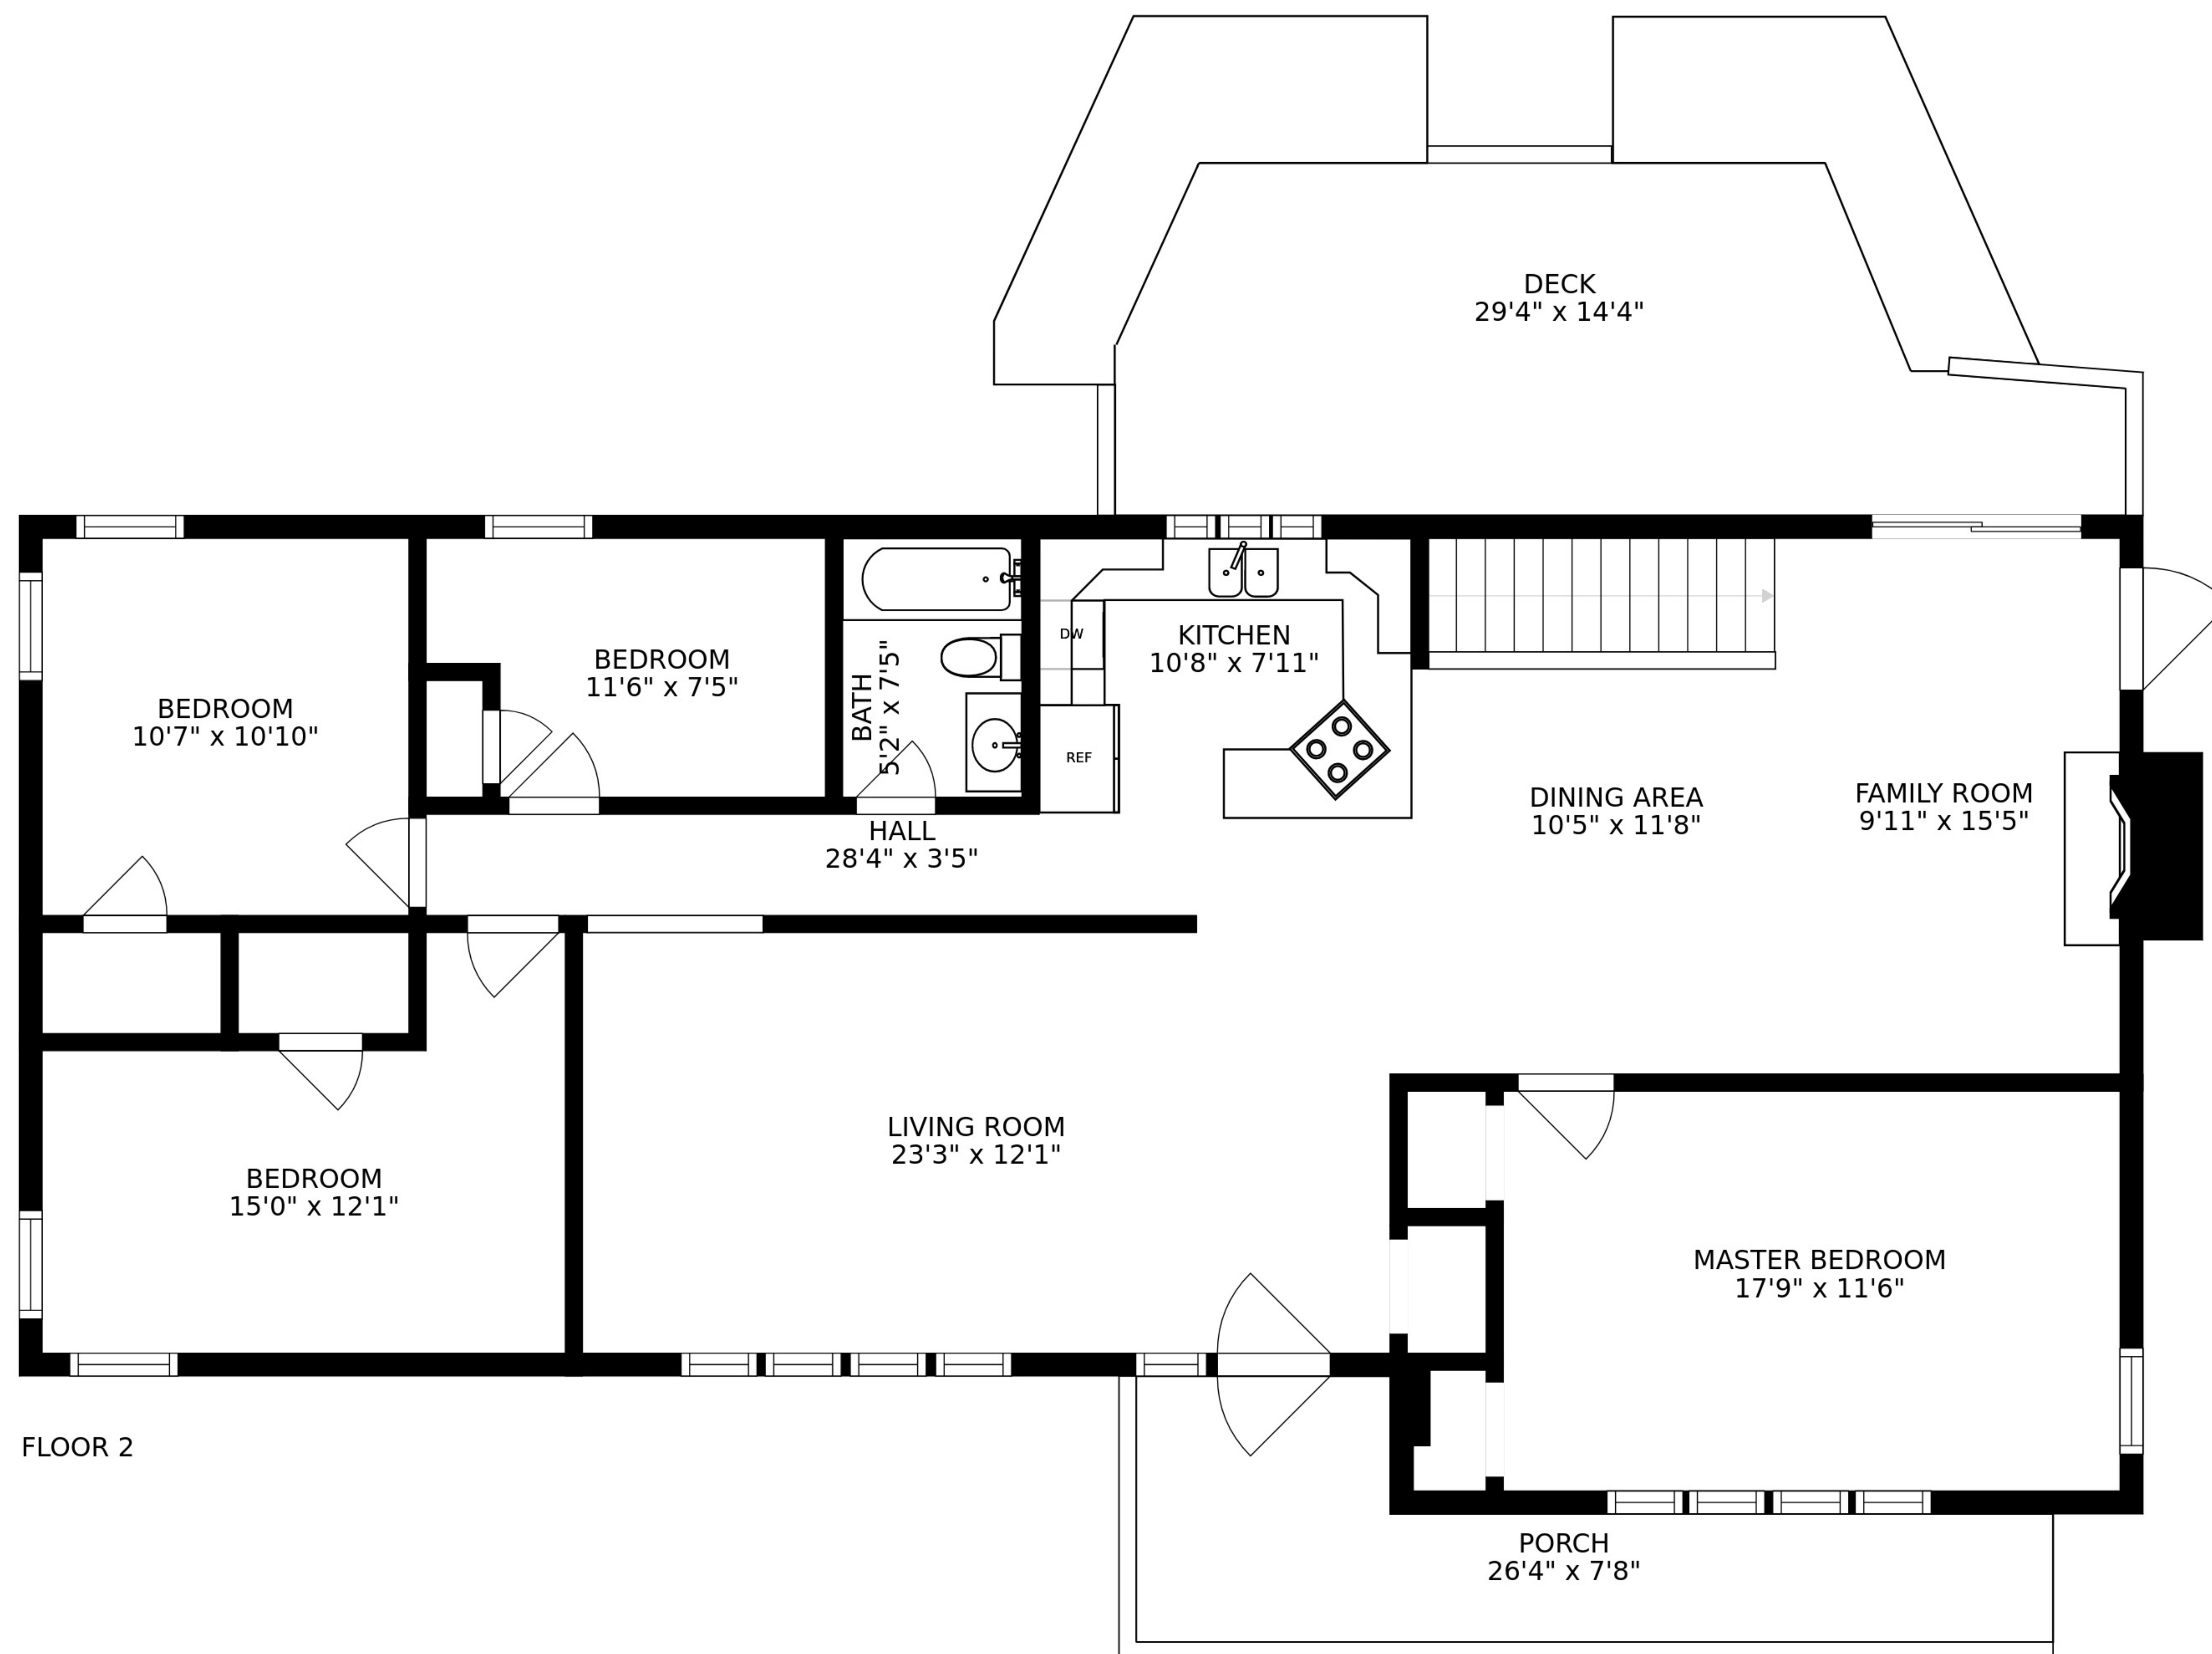 DECK
29'4" x 14'4"
BEDROOM
10'7" x 10'10"
BEDROOM
11'6" x 7'5"
BATH
5'2" x 7'5"
DW
KITCHEN
10'8" x 7'11"
REF
HALL
28'4" x 3'5"
DINING AREA
10'5" x 11'8"
FAMILY ROOM
9'11" x 15'5"
BEDROOM
15'0" x 12'1"
LIVING ROOM
23'3" x 12'1"
MASTER BEDROOM
17'9" x 11'6"
FLOOR 2
PORCH
26'4" x 7'8"